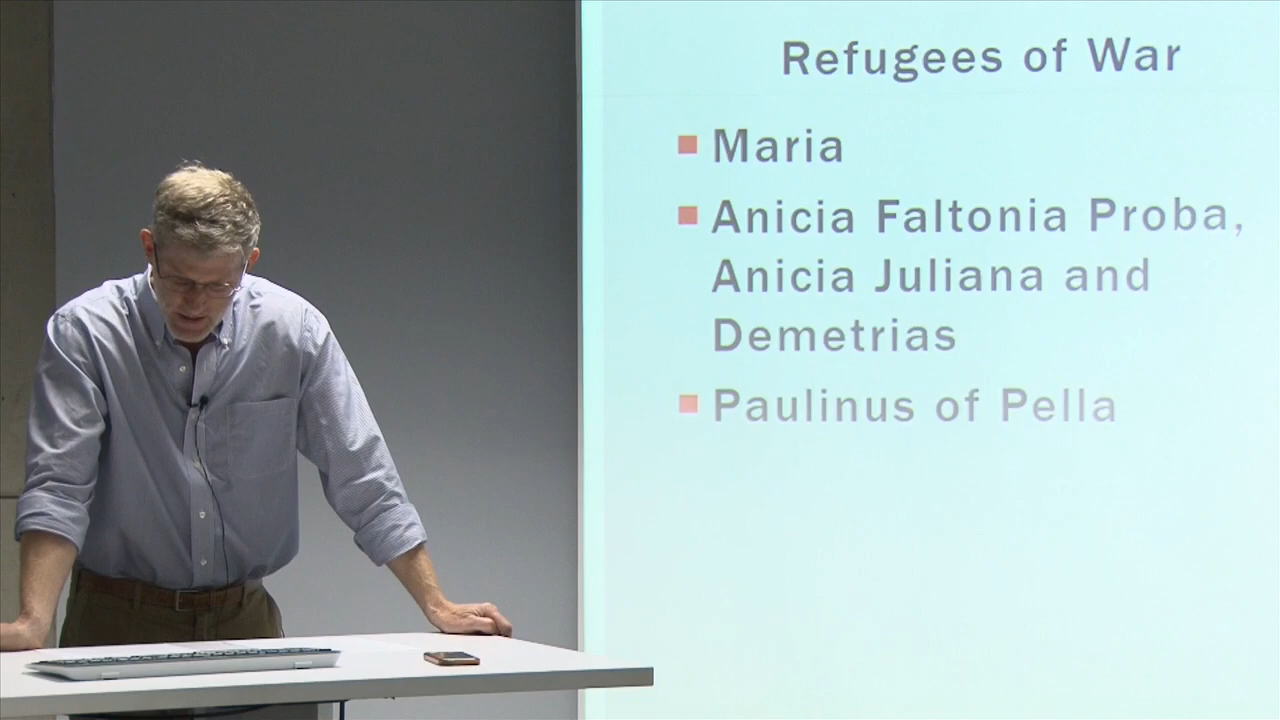 Refugees of War
Maria
Anicia Faltonia Proba,
Anicia Juliana and
Demetrias
Paulinus of Pella